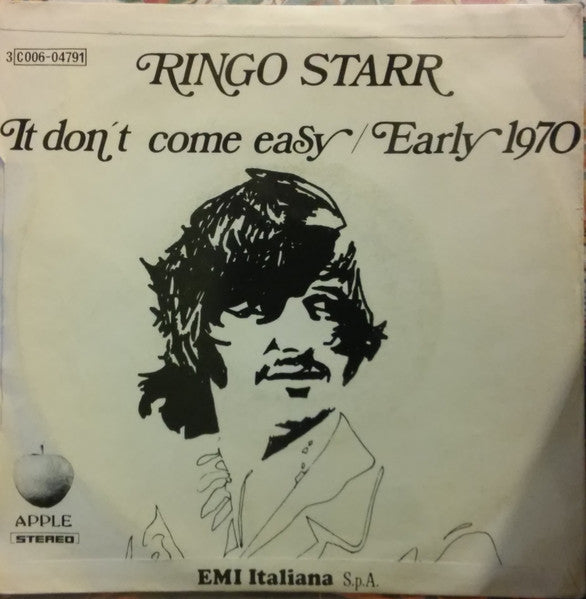 3 C006-04791
RINGO STARR
It don't come easy / Early 1970
APPLE
STEREO
EMI Italiana S.p.A.